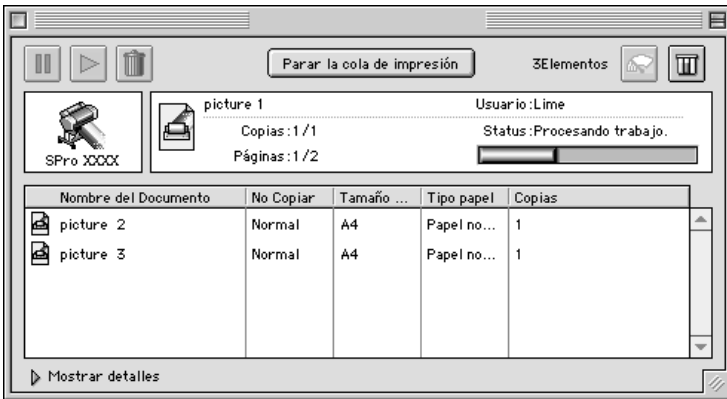 Parar la cola de impresión 3Elementos
SPro XXXX
picture 1 Usuario:Lime
Copias:1/1 Status:Procesando trabajo.
Páginas:1/2
Nombre del Documento No Copiar Tamaño ... Tipo papel Copias
picture 2 Normal A4 Papel no... 1
picture 3 Normal A4 Papel no... 1
Mostrar detalles